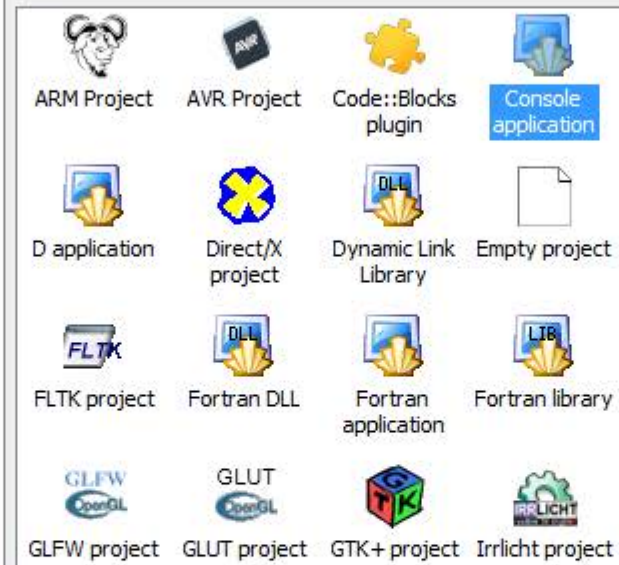 AVR
ARM Project
AVR Project
Code::Blocks
plugin
Console
application
DLL
D application
Direct/X
project
Dynamic Link
Library
Empty project
FLTK
DLL
LIB
FLTK project
Fortran DLL
Fortran
application
Fortran library
GLFW
OpenGL
GLUT
OpenGL
GTK
IRRLICHT
GLFW project
GLUT project
GTK+ project
Irrlicht project